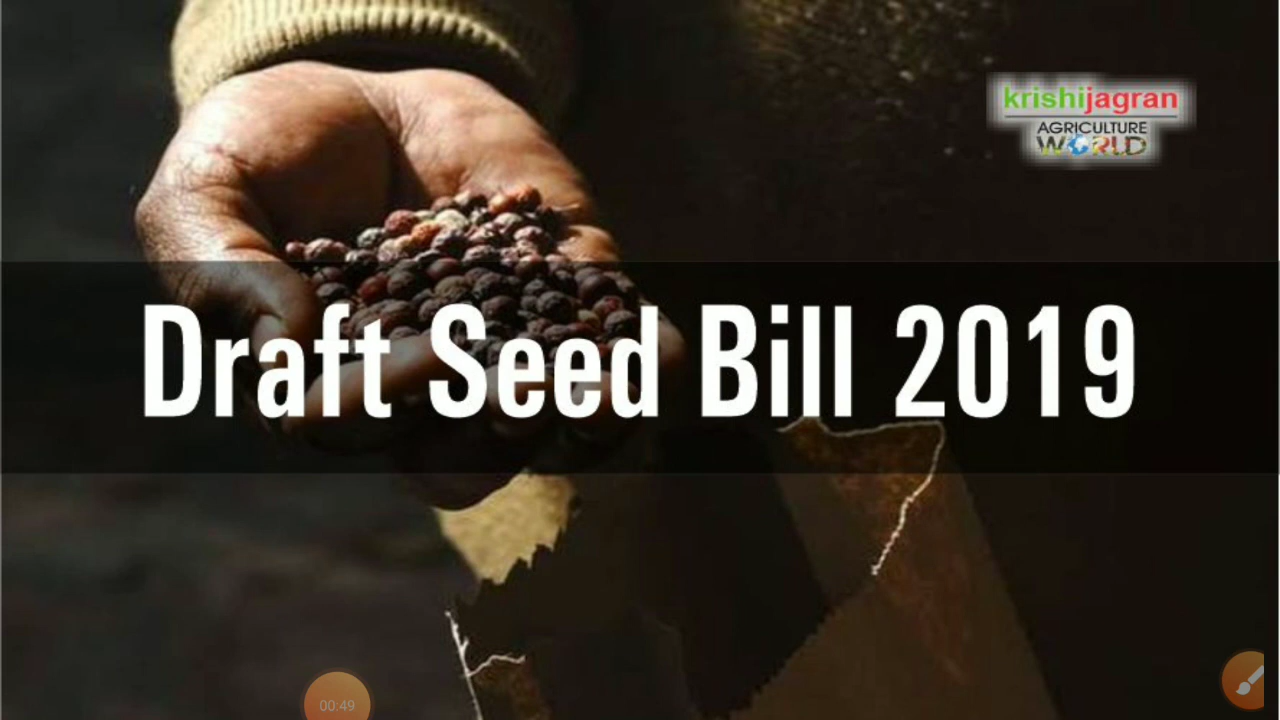 krishijagran
AGRICULTURE
WORLD
Draft Seed Bill 2019
00:49